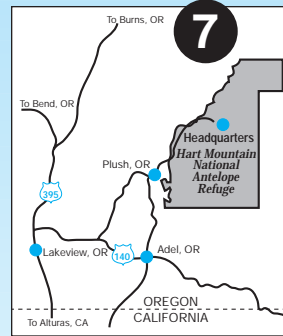 7
To Burns, OR
To Bend, OR
Headquarters
Hart Mountain
National
Antelope
Refuge
Plush, OR
395
Lakeview, OR
140
Adel, OR
To Alturas, CA
OREGON
CALIFORNIA